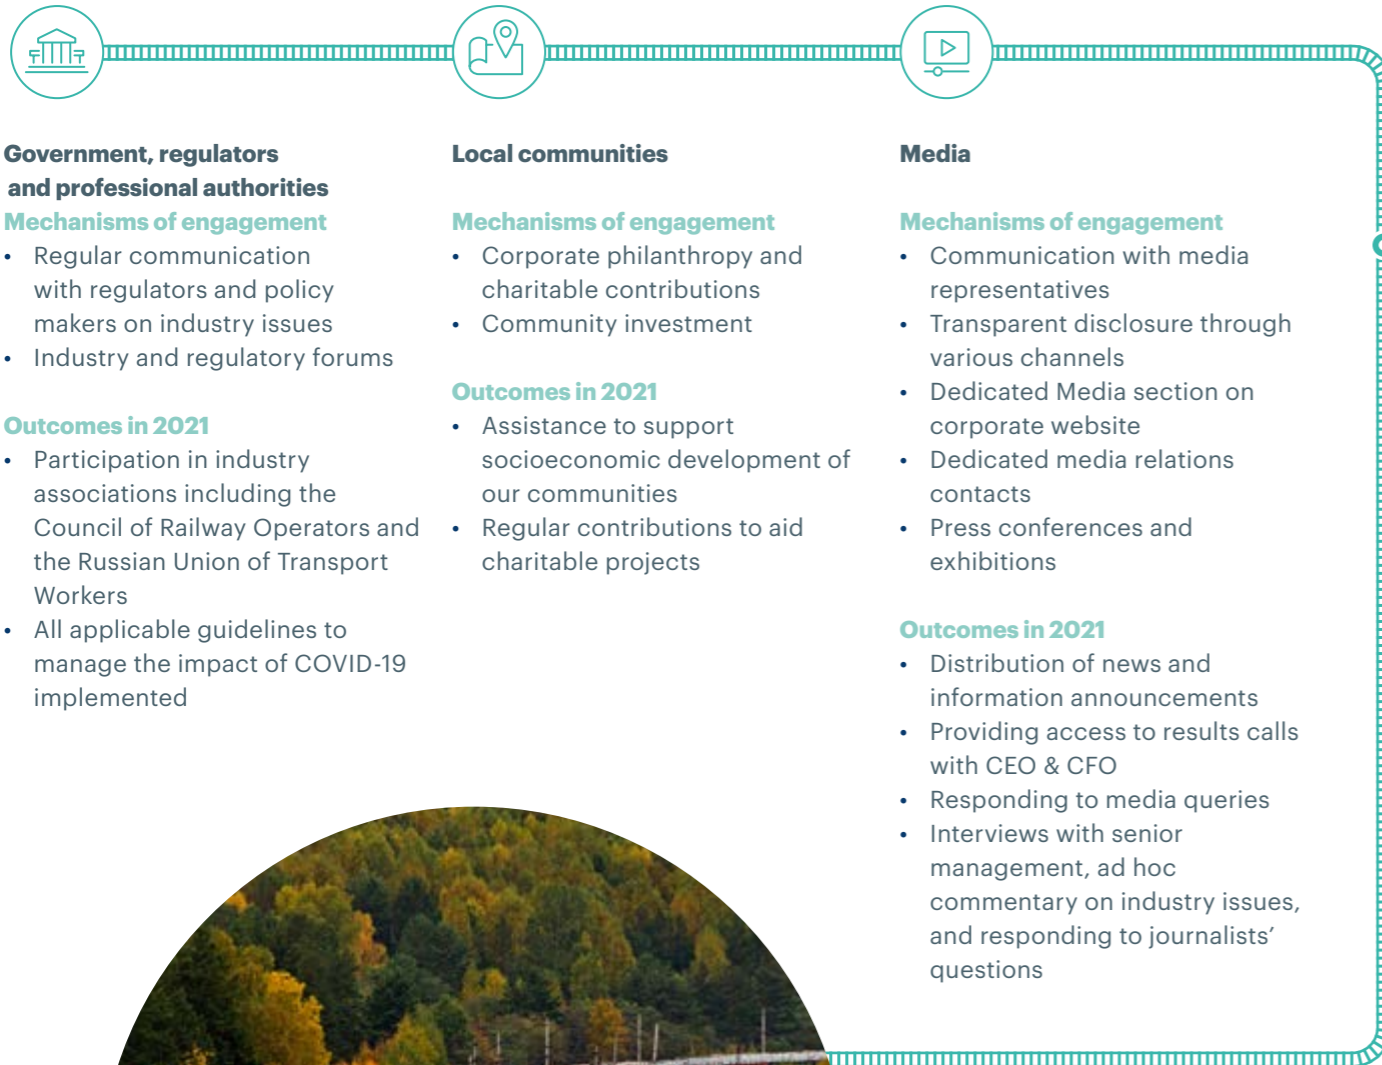 Government, regulators
and professional authorities
Mechanisms of engagement
• Regular communication
with regulators and policy
makers on industry issues
• Industry and regulatory forums
Outcomes in 2021
• Participation in industry
associations including the
Council of Railway Operators and
the Russian Union of Transport
Workers
• All applicable guidelines to
manage the impact of COVID-19
implemented
Local communities
Mechanisms of engagement
• Corporate philanthropy and
charitable contributions
• Community investment
Outcomes in 2021
• Assistance to support
socioeconomic development of
our communities
• Regular contributions to aid
charitable projects
Media
Mechanisms of engagement
• Communication with media
representatives
• Transparent disclosure through
various channels
• Dedicated Media section on
corporate website
• Dedicated media relations
contacts
• Press conferences and
exhibitions
Outcomes in 2021
• Distribution of news and
information announcements
• Providing access to results calls
with CEO & CFO
• Responding to media queries
• Interviews with senior
management, ad hoc
commentary on industry issues,
and responding to journalists’
questions